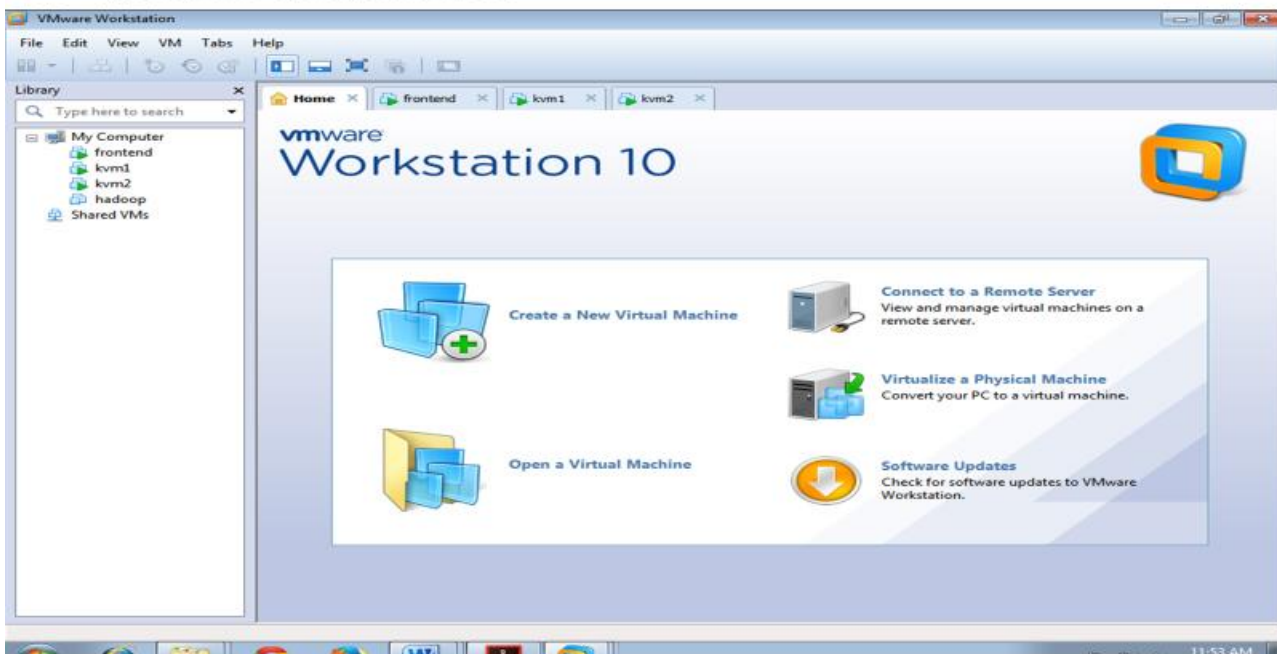 VMware Workstation
File Edit View VM Tabs Help
Library
Type here to search
My Computer
frontend
kvm1
kvm2
hadoop
Shared VMs
Home frontend kvm1 kvm2
vmware
Workstation 10
Create a New Virtual Machine
Open a Virtual Machine
Connect to a Remote Server
View and manage virtual machines on a
remote server.
Virtualize a Physical Machine
Convert your PC to a virtual machine.
Software Updates
Check for software updates to VMware
Workstation.
11:53 AM